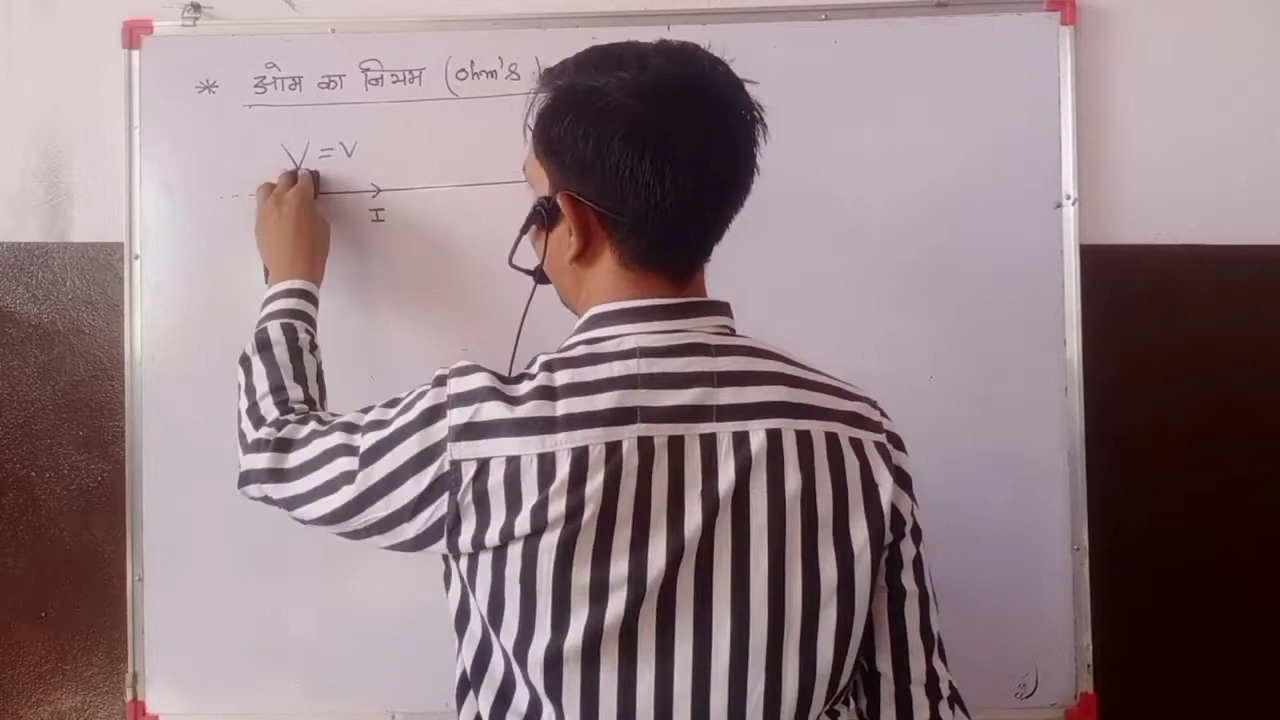 * ओम का नियम (ohm's
V = V
I